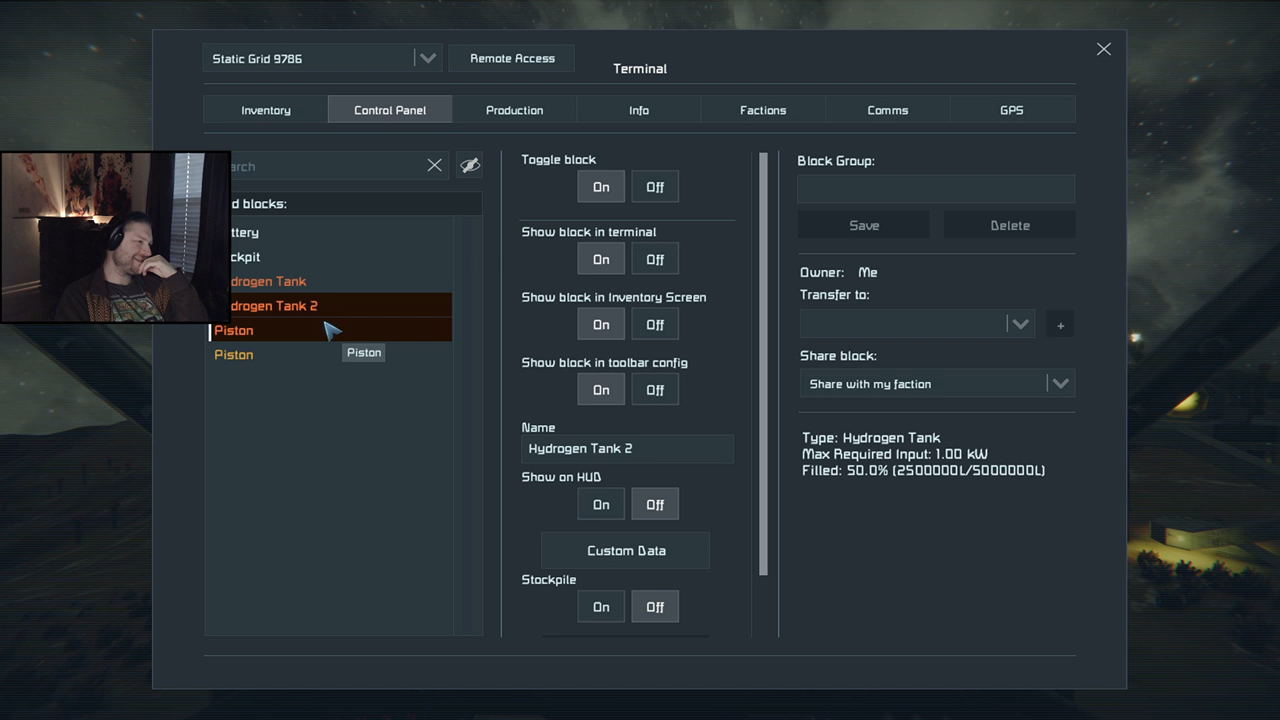 Static Grid 9786
Remote Access
Terminal
Inventory
Control Panel
Production
Info
Factions
Comms
GPS
arch
d blocks:
ttery
ckpit
drogen Tank
drogen Tank 2
Piston
Piston
Piston
Toggle block
On Off
Show block in terminal
On Off
Show block in Inventory Screen
On Off
Show block in toolbar config
On Off
Name
Hydrogen Tank 2
Show on HUD
On Off
Custom Data
Stockpile
On Off
Block Group:
Save Delete
Owner: Me
Transfer to:
+
Share block:
Share with my faction
Type: Hydrogen Tank
Max Required Input: 1.00 kW
Filled: 50.0% (2500000L/5000000L)